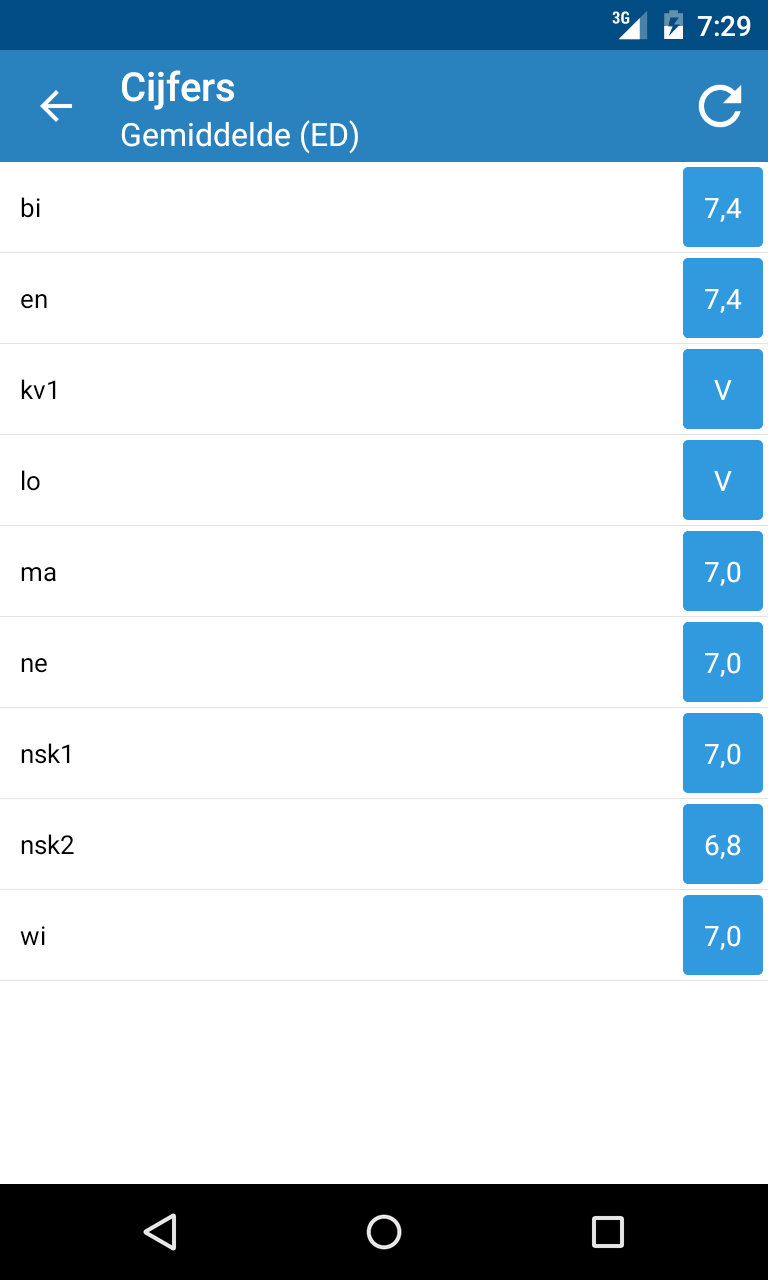 3G 7:29
Cijfers
Gemiddelde (ED)
bi 7,4
en 7,4
kv1 V
lo V
ma 7,0
ne 7,0
nsk1 7,0
nsk2 6,8
wi 7,0